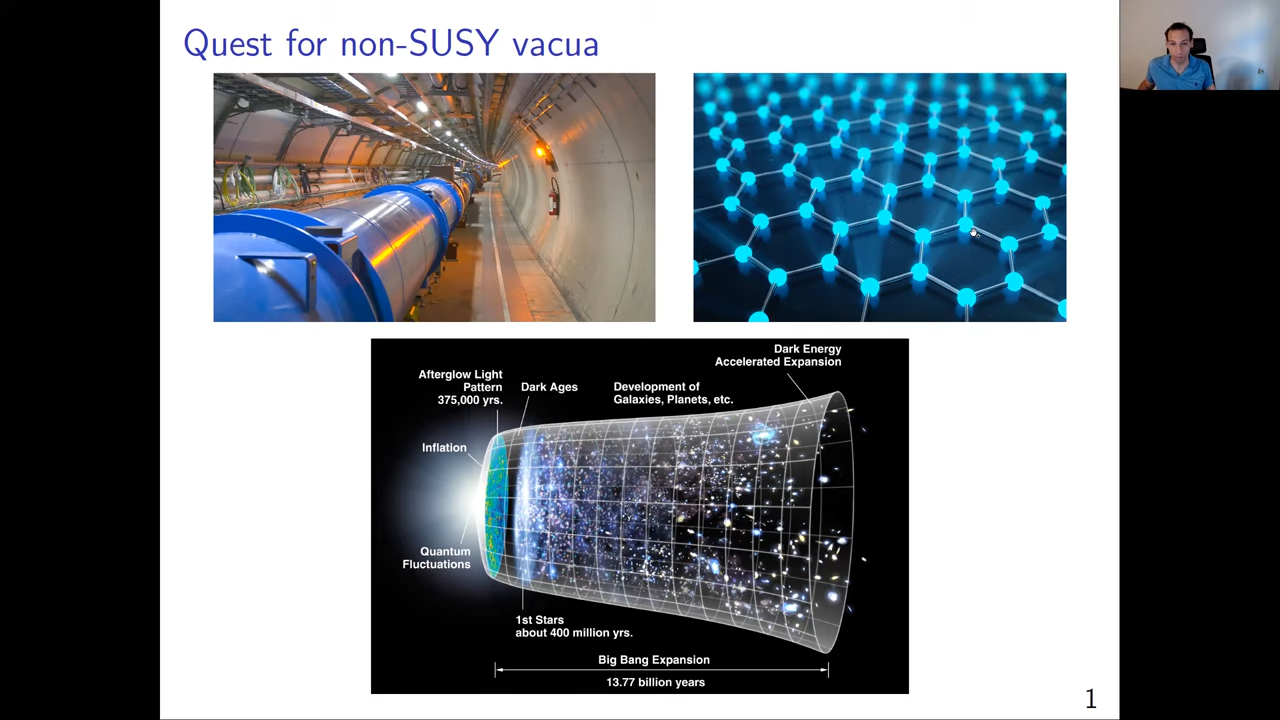 Quest for non-SUSY vacua
Dark Energy
Accelerated Expansion
Afterglow Light
Pattern
375,000 yrs.
Dark Ages
Development of
Galaxies, Planets, etc.
Inflation
Quantum
Fluctuations
1st Stars
about 400 million yrs.
Big Bang Expansion
13.77 billion years
1